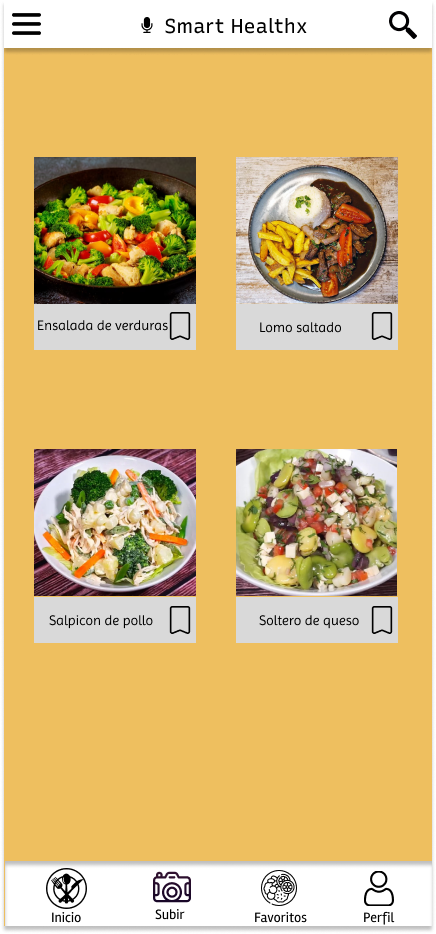 Smart Healthx
Ensalada de verduras
Lomo saltado
Salpicon de pollo
Soltero de queso
Inicio
Subir
Favoritos
Perfil